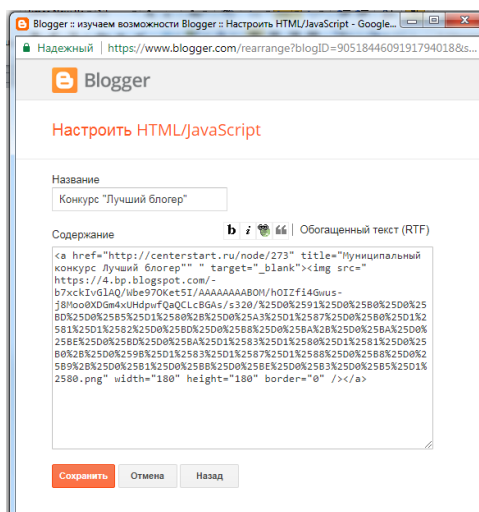 Blogger :: изучаем возможности Blogger :: Настроить HTML/JavaScript - Google...
Надежный | https://www.blogger.com/rearrange?blogID=9051844609191794018&s...
Blogger
Настроить HTML/JavaScript
Название
Конкурс "Лучший блогер"
Содержание b i “ Обогащенный текст (RTF)
<a href="http://centerstart.ru/node/273" title="Муниципальный
конкурс Лучший блогер"" " target="_blank"><img src="
https://4.bp.blogspot.com/-
b7xckIvGlAQ/Wbe97OKet5I/AAAAAAAABOM/hOIZfi4Gwus-
j8Moo0XDGm4xUHdpwfQaQCLcBGAs/s320/%25D0%2591%25D0%25B0%25D0%25
BD%25D0%25B5%25D1%2580%2B%25D0%25A3%25D1%2587%25D0%25B0%25D1%2
581%25D1%2582%25D0%25BD%25D0%25B8%25D0%25BA%2B%25D0%25BA%25D0%
25BE%25D0%25BD%25D0%25BA%25D1%2583%25D1%2580%25D1%2581%25D0%25
B0%2B%25D0%259B%25D1%2583%25D1%2587%25D1%2588%25D0%25B8%25D0%2
5B9%2B%25D0%25B1%25D0%25BB%25D0%25BE%25D0%25B3%25D0%25B5%25D1%
2580.png" width="180" height="180" border="0" /></a>
Сохранить Отмена Назад